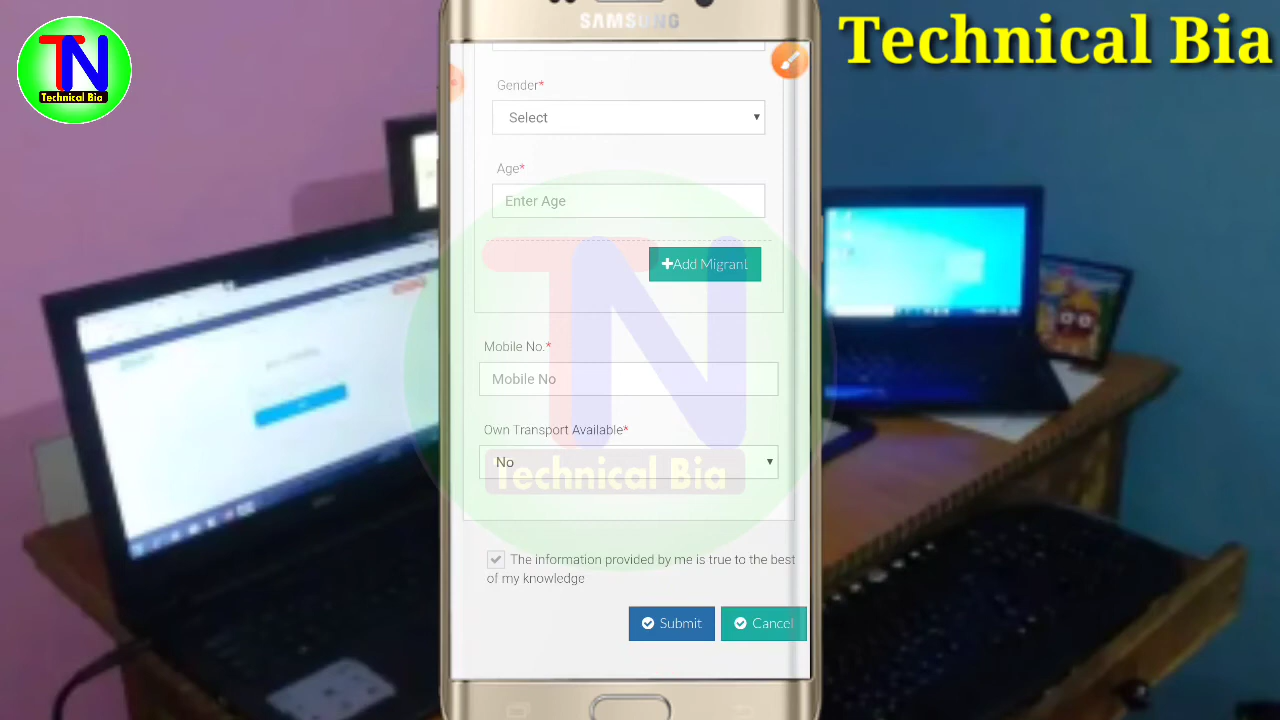 Technical Bia
TN
Technical Bia
SAMSUNG
Gender*
Select
Age*
Enter Age
Add Migrant
Mobile No.*
Mobile No
Own Transport Available*
No
Technical Bia
The information provided by me is true to the best
of my knowledge
Submit
Cancel